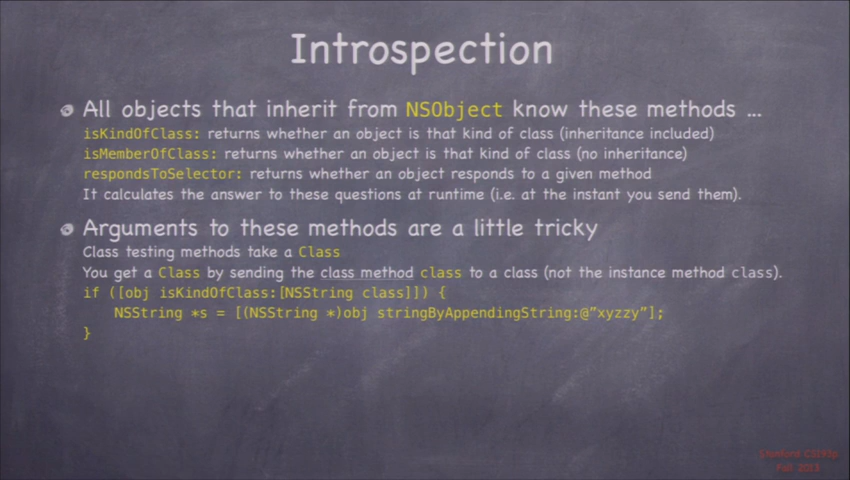 Introspection
All objects that inherit from NSObject know these methods ...
isKindOfClass: returns whether an object is that kind of class (inheritance included)
isMemberOfClass: returns whether an object is that kind of class (no inheritance)
respondsToSelector: returns whether an object responds to a given method
It calculates the answer to these questions at runtime (i.e. at the instant you send them).
Arguments to these methods are a little tricky
Class testing methods take a Class
You get a Class by sending the class method class to a class (not the instance method class).
if ([obj isKindOfClass:[NSString class]]) {
NSString *s = [(NSString *)obj stringByAppendingString:@”xyzzy”];
}
Stanford CS193p
Fall 2013